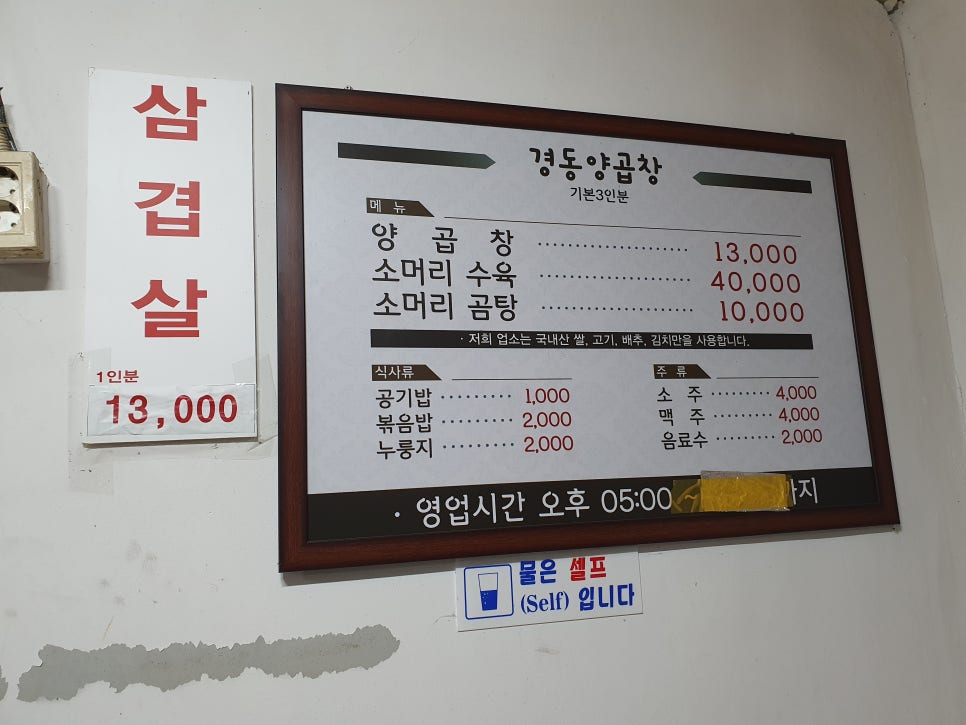 삼
겹
살
1인분
13,000
경동양곱창
기본3인분
메 뉴
양 곱 창 ·················· 13,000
소머리 수육 ·················· 40,000
소머리 곰탕 ·················· 10,000
· 저희 업소는 국내산 쌀, 고기, 배추, 김치만을 사용합니다.
식사류
공기밥 ········· 1,000
볶음밥 ········· 2,000
누룽지 ········· 2,000
주 류
소 주 ········· 4,000
맥 주 ········· 4,000
음료수 ········· 2,000
· 영업시간 오후 05:00 ~ 까지
물은 셀프
(Self) 입니다